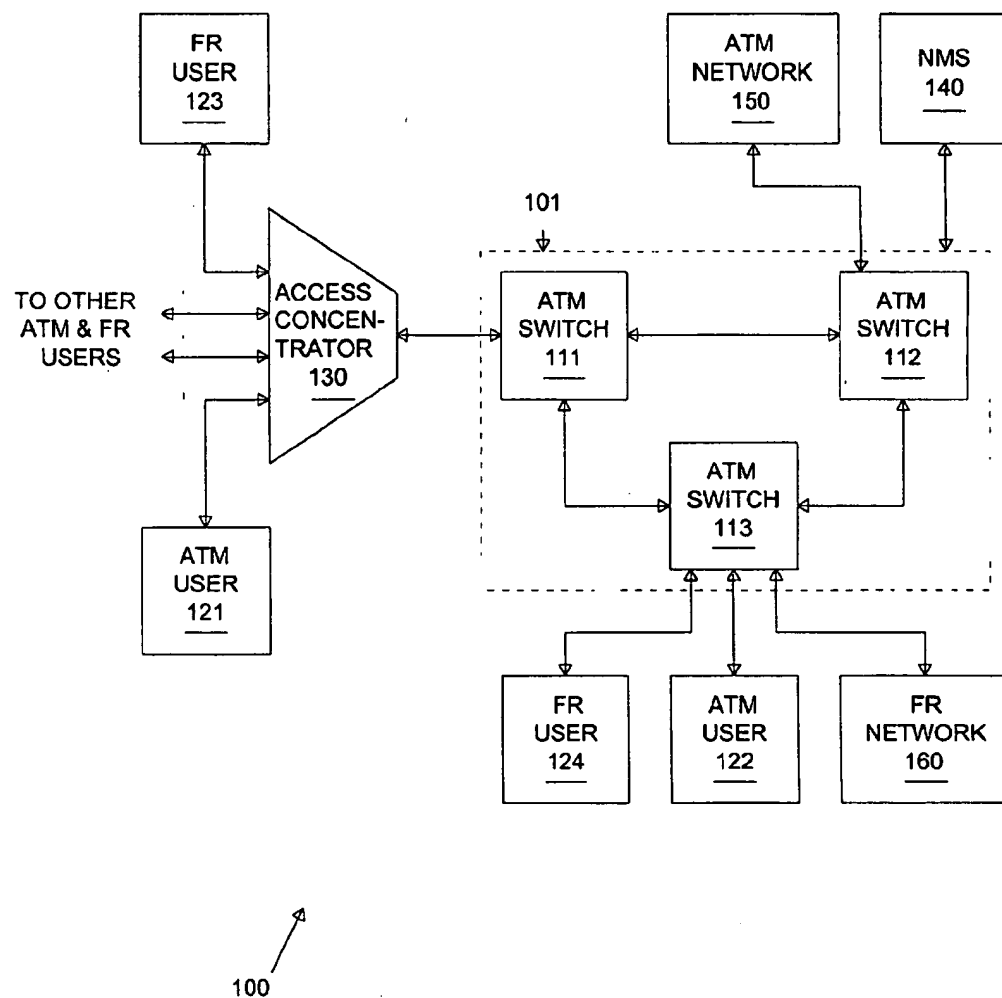 FR
USER
123
ATM
NETWORK
150
NMS
140
101
TO OTHER
ATM & FR
USERS
ACCESS
CONCEN-
TRATOR
130
ATM
SWITCH
111
ATM
SWITCH
112
ATM
SWITCH
113
ATM
USER
121
FR
USER
124
ATM
USER
122
FR
NETWORK
160
100